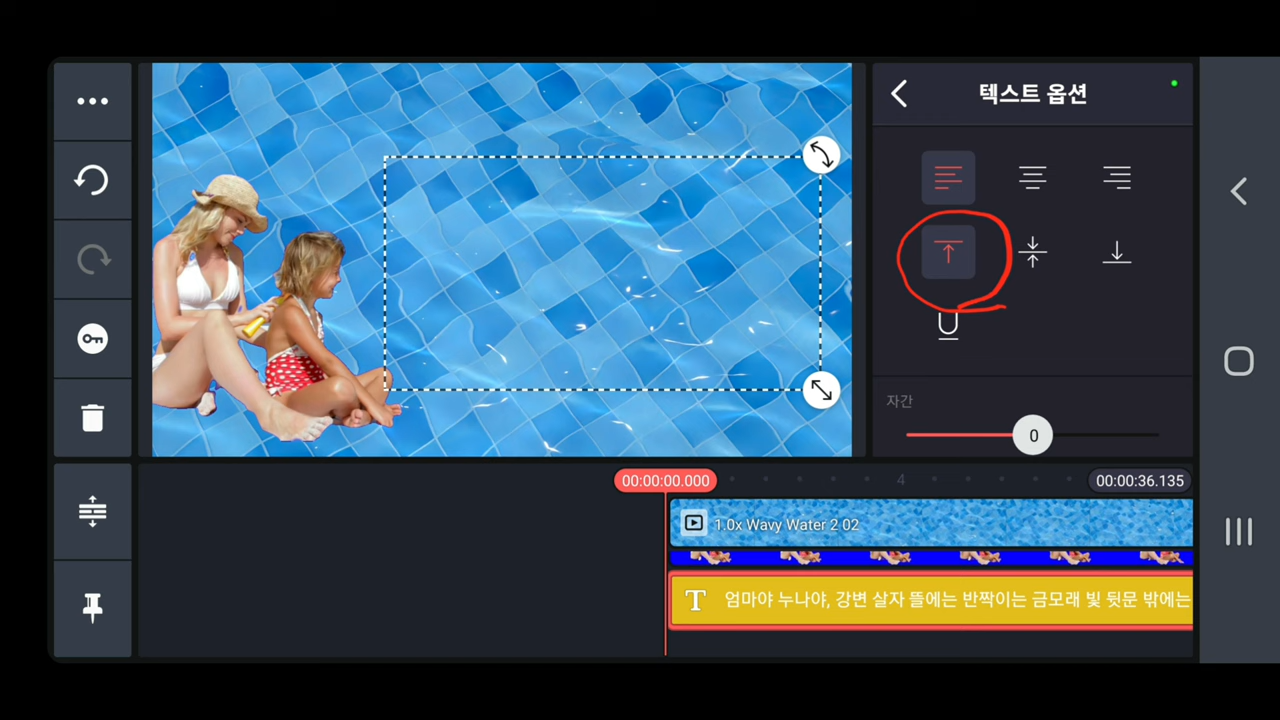 텍스트 옵션
U
자간
0
00:00:00.000
4
00:00:36.135
1.0x Wavy Water 2 02
T 엄마야 누나야, 강변 살자 뜰에는 반짝이는 금모래 빛 뒷문 밖에는